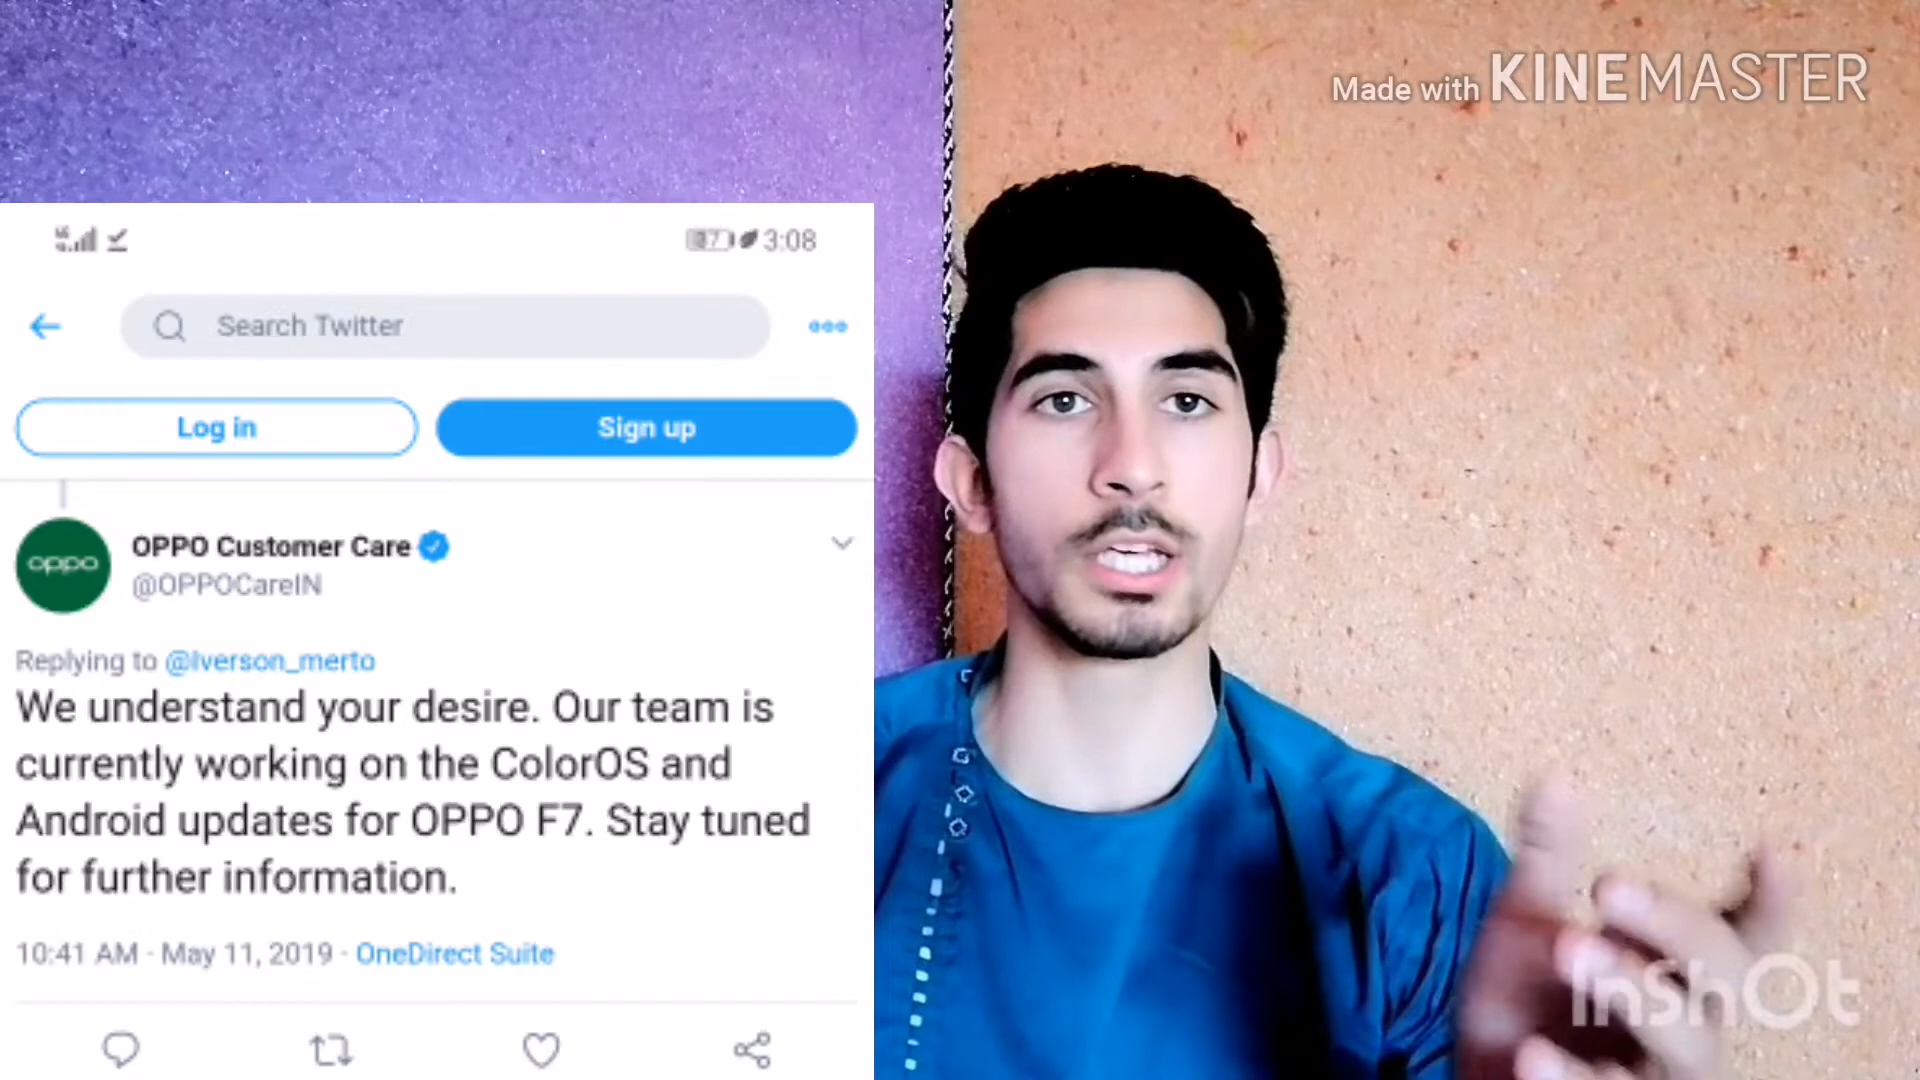 Made with KINEMASTER
3:08
Search Twitter
Log in
Sign up
OPPO Customer Care
oppo
@OPPOCareIN
Replying to @Iverson_merto
We understand your desire. Our team is
currently working on the ColorOS and
Android updates for OPPO F7. Stay tuned
for further information.
10:41 AM · May 11, 2019 · OneDirect Suite
InShOt